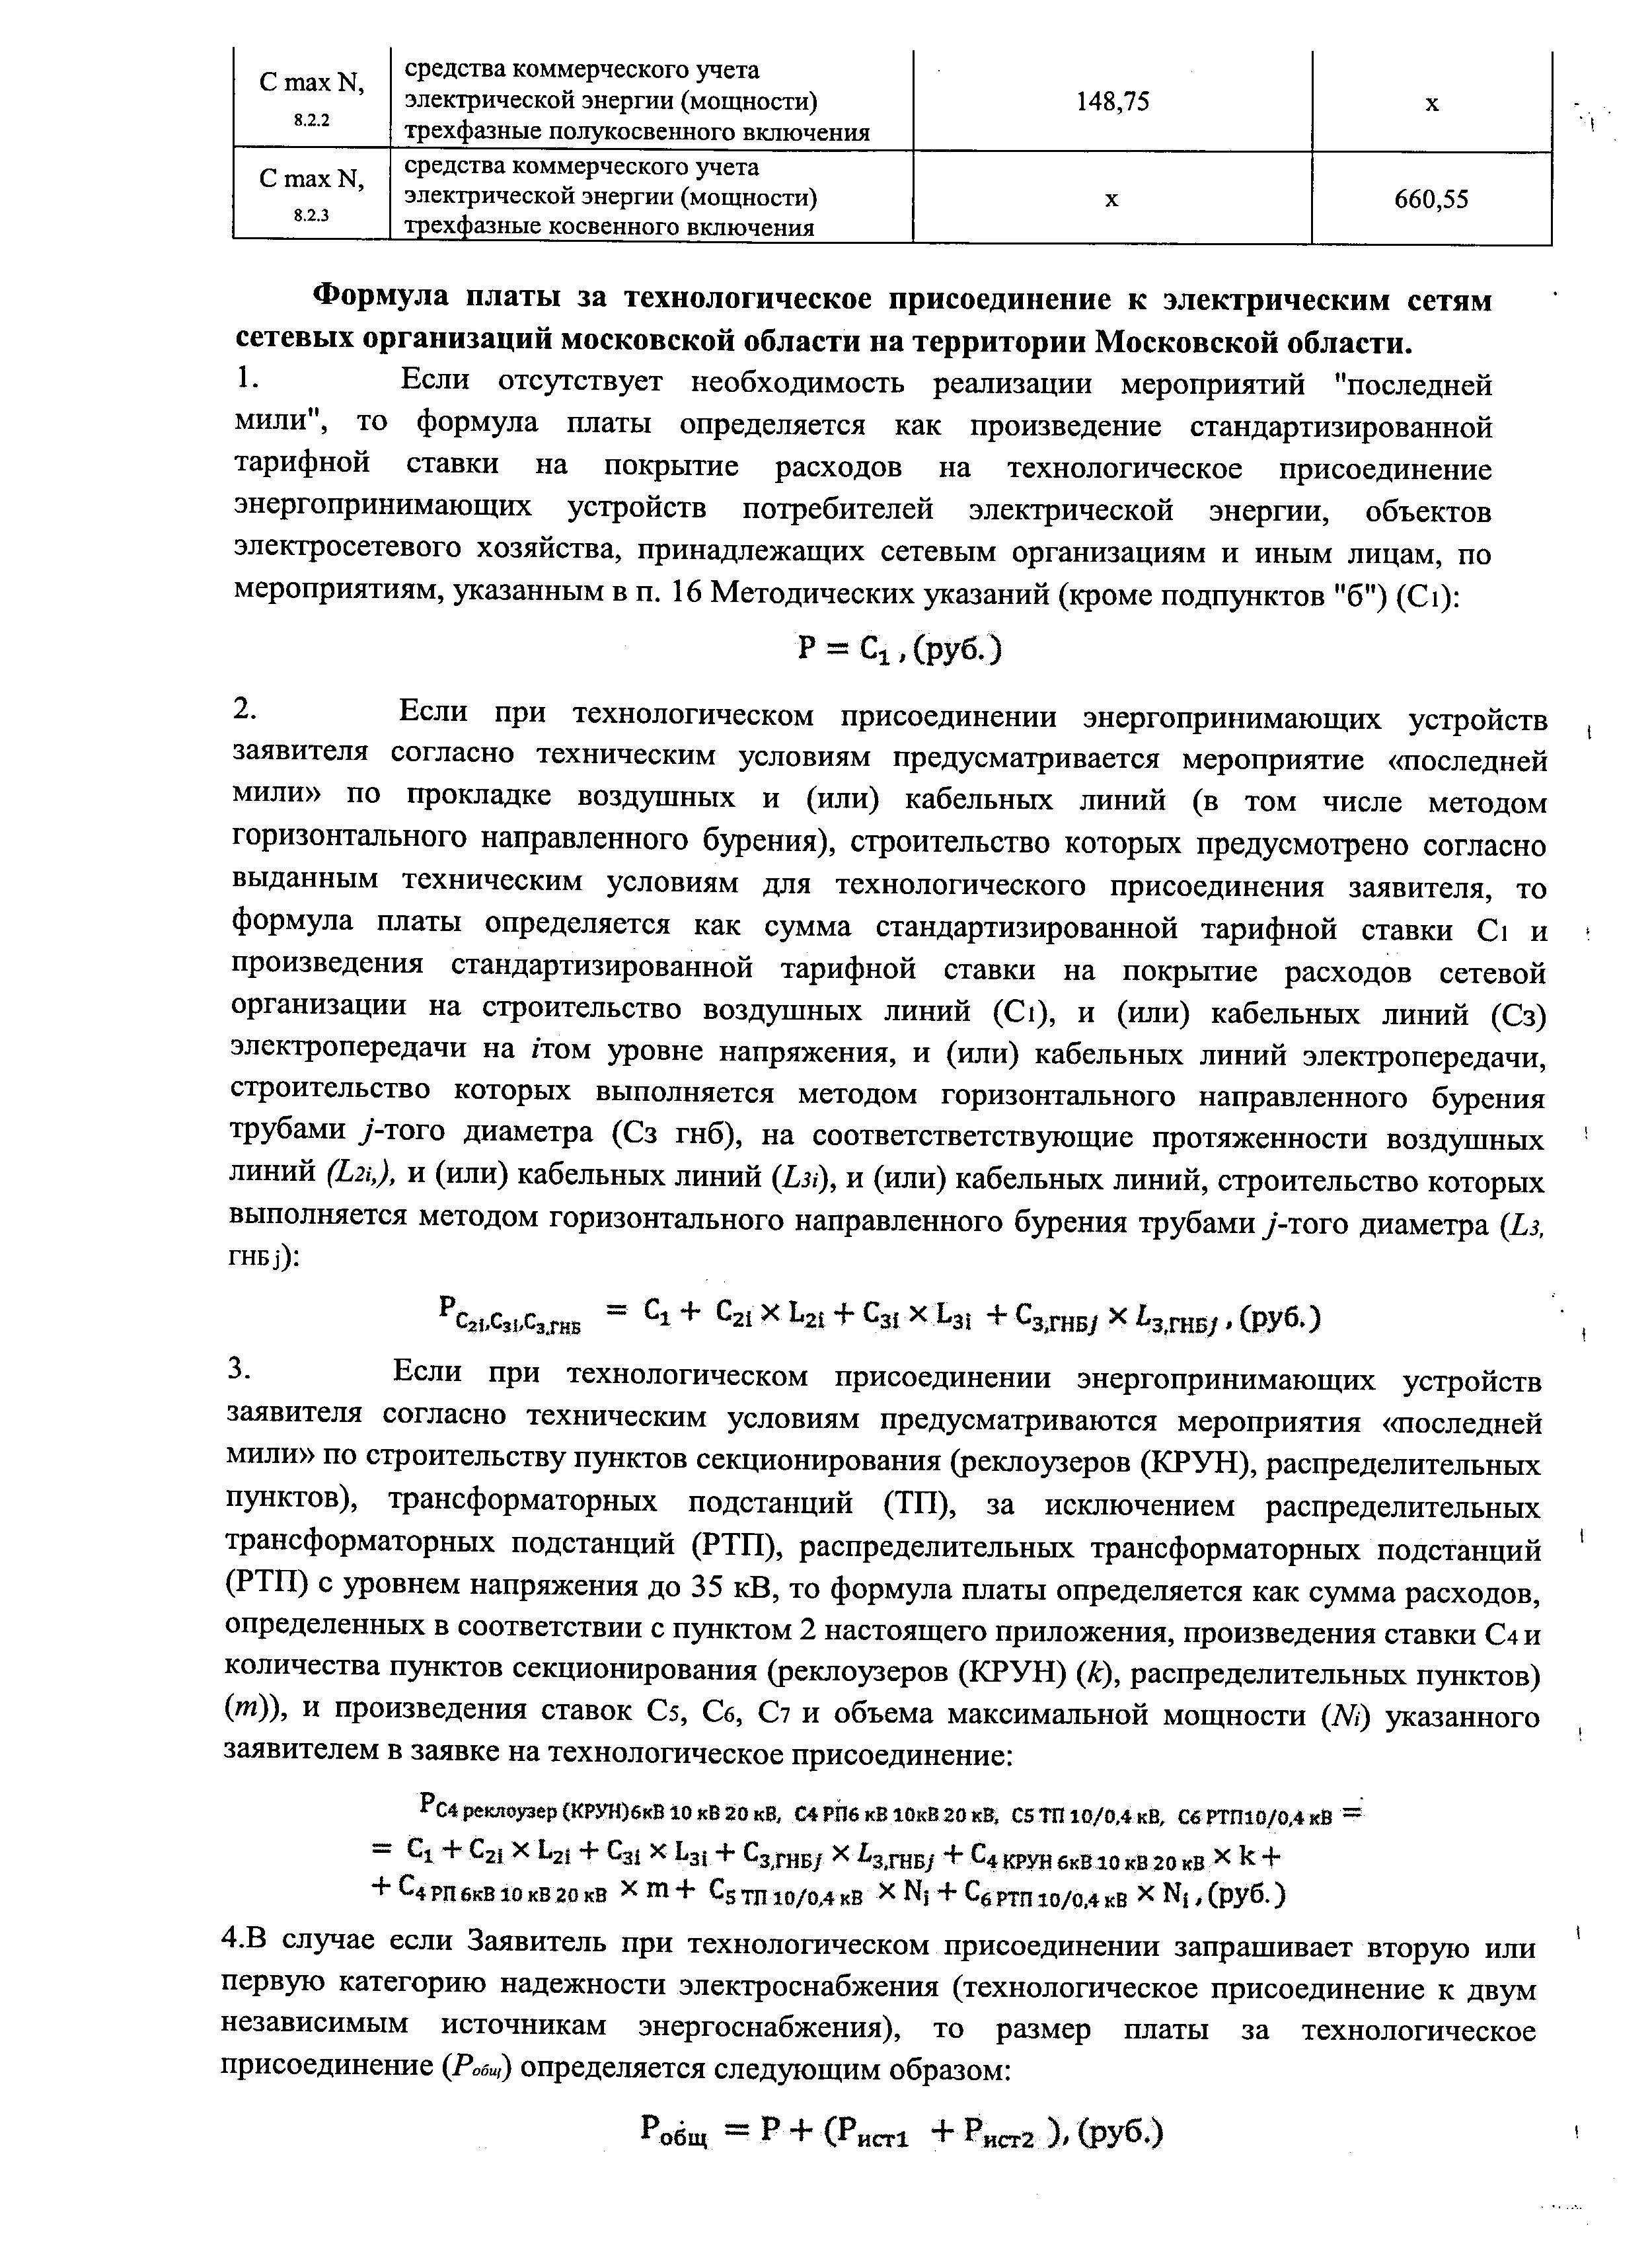 C max N,
8.2.2
средства коммерческого учета
электрической энергии (мощности)
трехфазные полукосвенного включения
148,75
x
C max N,
8.2.3
средства коммерческого учета
электрической энергии (мощности)
трехфазные косвенного включения
x
660,55
Формула платы за технологическое присоединение к электрическим сетям
сетевых организаций московской области на территории Московской области.
1. Если отсутствует необходимость реализации мероприятий "последней
мили", то формула платы определяется как произведение стандартизированной
тарифной ставки на покрытие расходов на технологическое присоединение
энергопринимающих устройств потребителей электрической энергии, объектов
электросетевого хозяйства, принадлежащих сетевым организациям и иным лицам, по
мероприятиям, указанным в п. 16 Методических указаний (кроме подпунктов "б") (C1):
P = C₁ , (руб.)
2. Если при технологическом присоединении энергопринимающих устройств
заявителя согласно техническим условиям предусматривается мероприятие «последней
мили» по прокладке воздушных и (или) кабельных линий (в том числе методом
горизонтального направленного бурения), строительство которых предусмотрено согласно
выданным техническим условиям для технологического присоединения заявителя, то
формула платы определяется как сумма стандартизированной тарифной ставки C1 и
произведения стандартизированной тарифной ставки на покрытие расходов сетевой
организации на строительство воздушных линий (C1), и (или) кабельных линий (C3)
электропередачи на iтом уровне напряжения, и (или) кабельных линий электропередачи,
строительство которых выполняется методом горизонтального направленного бурения
трубами j-того диаметра (C3 гнб), на соответстветствующие протяженности воздушных
линий (L2i,), и (или) кабельных линий (L3i), и (или) кабельных линий, строительство которых
выполняется методом горизонтального направленного бурения трубами j-того диаметра (L3,
ГНБ j):
P C2i,C3i,C3.ГНБ = C₁ + C2i × L2i + C3i × L3i + C3,ГНБj × L3,ГНБj , (руб.)
3. Если при технологическом присоединении энергопринимающих устройств
заявителя согласно техническим условиям предусматриваются мероприятия «последней
мили» по строительству пунктов секционирования (реклоузеров (КРУН), распределительных
пунктов), трансформаторных подстанций (ТП), за исключением распределительных
трансформаторных подстанций (РТП), распределительных трансформаторных подстанций
(РТП) с уровнем напряжения до 35 кВ, то формула платы определяется как сумма расходов,
определенных в соответствии с пунктом 2 настоящего приложения, произведения ставки C4 и
количества пунктов секционирования (реклоузеров (КРУН) (k), распределительных пунктов)
(m)), и произведения ставок C5, C6, C7 и объема максимальной мощности (Ni) указанного
заявителем в заявке на технологическое присоединение:
P C4 реклоузер (КРУН)6кВ 10 кВ 20 кВ, C4 РП6 кВ 10кВ 20 кВ, C5 ТП 10/0,4 кВ, C6 РТП10/0,4 кВ =
= C₁ + C2i × L2i + C3i × L3i + C3,ГНБj × L3,ГНБj + C4 КРУН 6кВ 10 кВ 20 кВ × k +
+ C4 РП 6кВ 10 кВ 20 кВ × m + C5 ТП 10/0,4 кВ × Ni + C6 РТП 10/0,4 кВ × Ni , (руб.)
4.В случае если Заявитель при технологическом присоединении запрашивает вторую или
первую категорию надежности электроснабжения (технологическое присоединение к двум
независимым источникам энергоснабжения), то размер платы за технологическое
присоединение (Pобщ) определяется следующим образом:
Pобщ = P + (Pист1 + Pист2 ), (руб.)